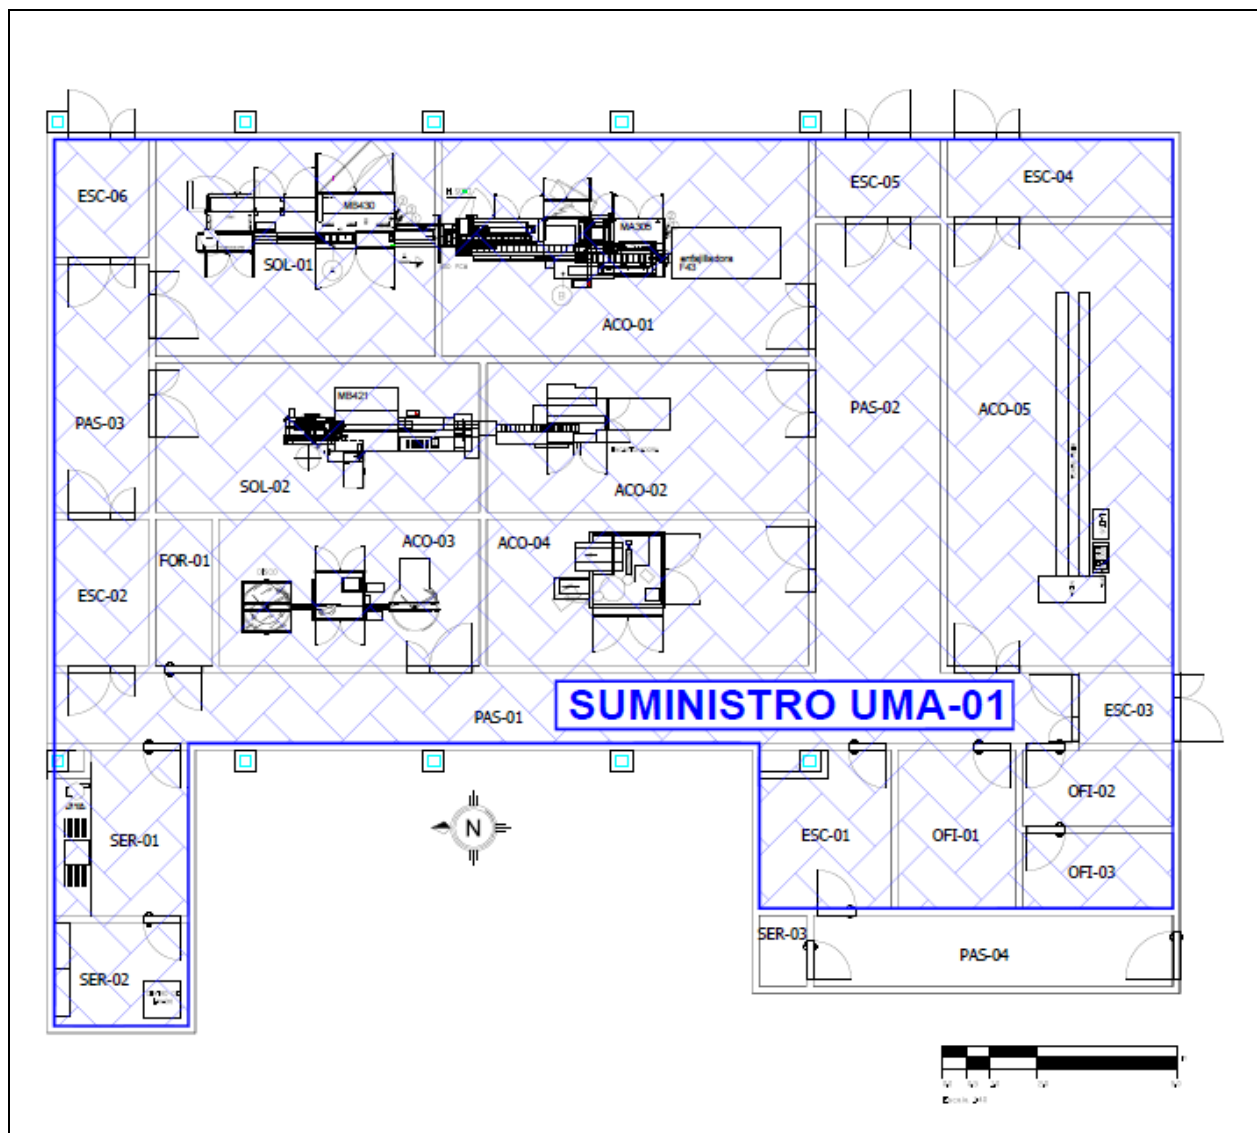 ESC-06
ESC-05
ESC-04
MB430
MA305
SOL-01
enfajilladora
F-43
ACO-01
MB421
PAS-03
PAS-02
ACO-05
SOL-02
ACO-02
FOR-01
ACO-03
ACO-04
ESC-02
PAS-01
SUMINISTRO UMA-01
ESC-03
OFI-02
SER-01
N
ESC-01
OFI-01
OFI-03
SER-03
PAS-04
SER-02